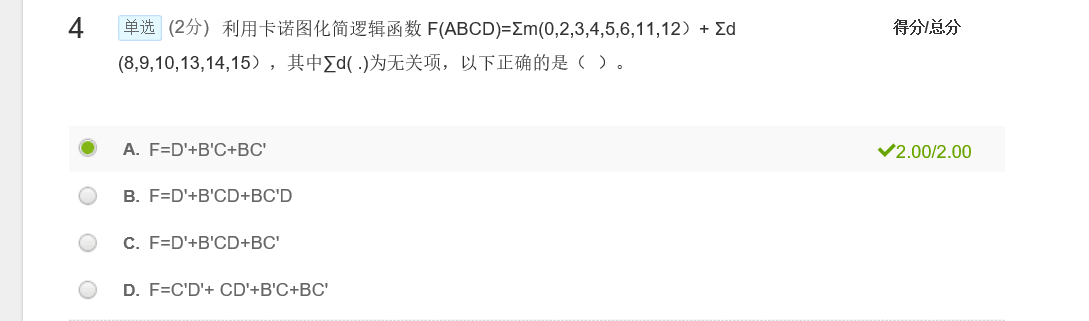 4 单选 (2分) 利用卡诺图化简逻辑函数 F(ABCD)=Σm(0,2,3,4,5,6,11,12）+ Σd 得分/总分
(8,9,10,13,14,15），其中∑d( .)为无关项，以下正确的是（ ）。
A. F=D'+B'C+BC' 2.00/2.00
B. F=D'+B'CD+BC'D
C. F=D'+B'CD+BC'
D. F=C'D'+ CD'+B'C+BC'